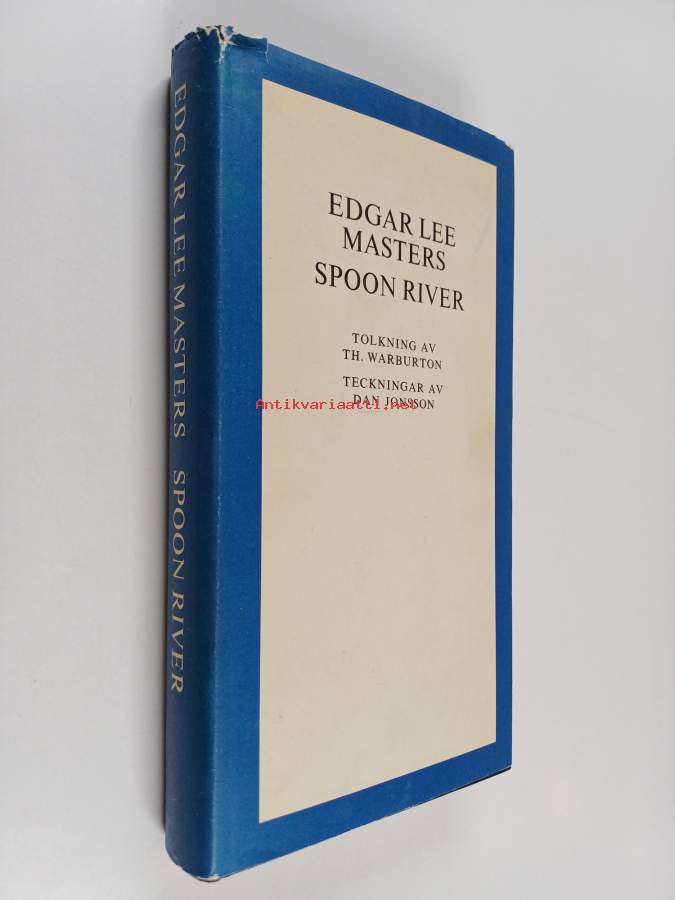 EDGAR LEE MASTERS SPOON RIVER
EDGAR LEE
MASTERS
SPOON RIVER
TOLKNING AV
TH. WARBURTON
TECKNINGAR AV
DAN JONSSON
Antikvariaatti.net